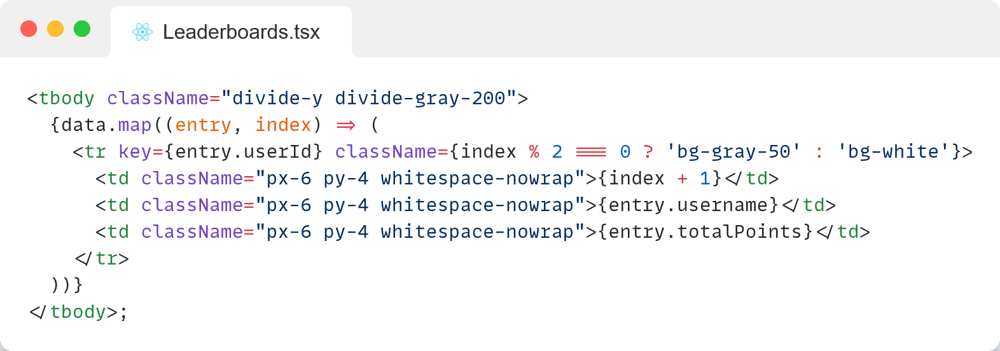 Leaderboards.tsx
<tbody className="divide-y divide-gray-200">
  {data.map((entry, index) => (
    <tr key={entry.userId} className={index % 2 === 0 ? 'bg-gray-50' : 'bg-white'}>
      <td className="px-6 py-4 whitespace-nowrap">{index + 1}</td>
      <td className="px-6 py-4 whitespace-nowrap">{entry.username}</td>
      <td className="px-6 py-4 whitespace-nowrap">{entry.totalPoints}</td>
    </tr>
  ))}
</tbody>;